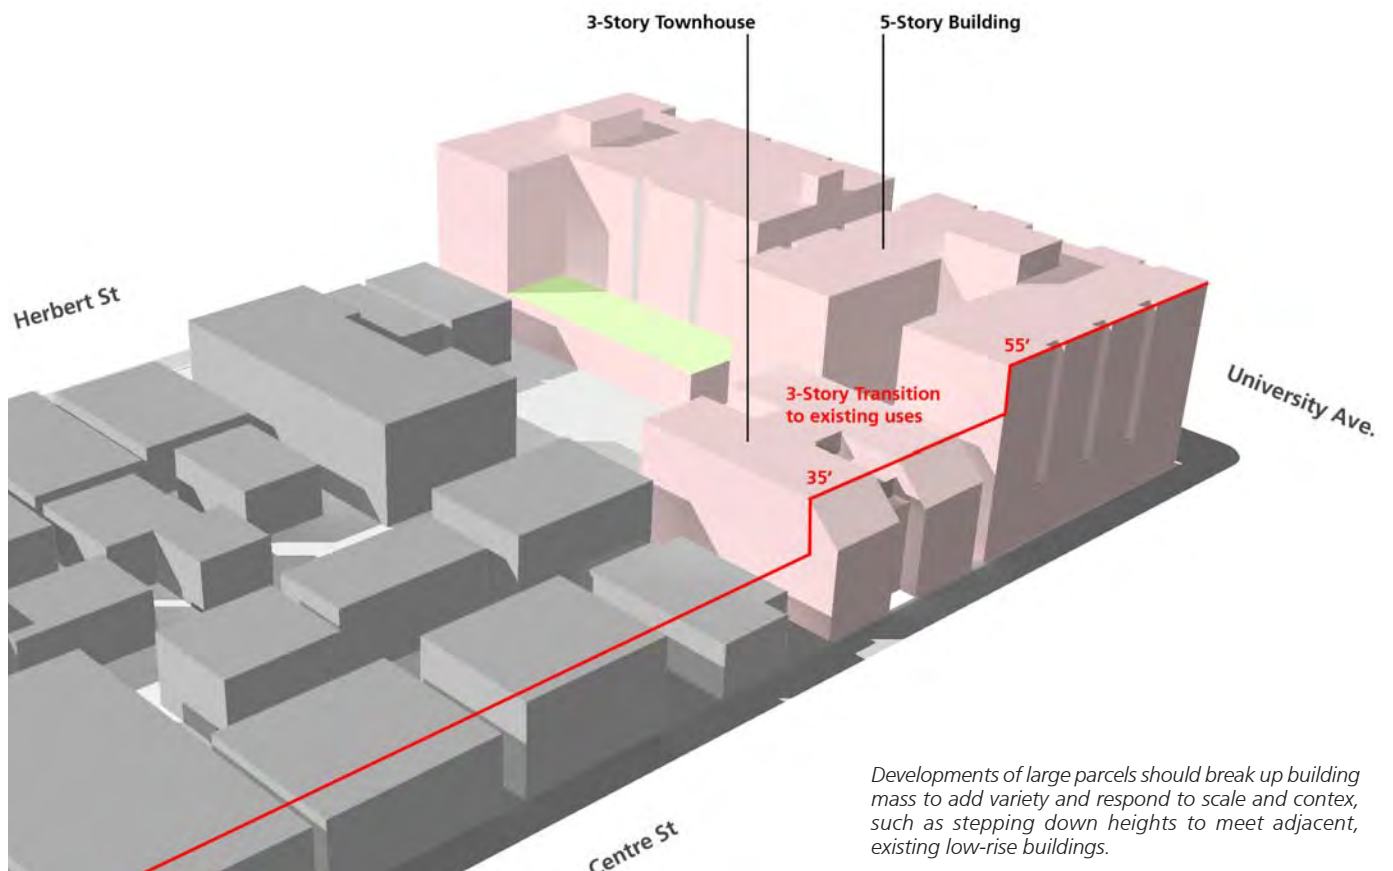 3-Story Townhouse
5-Story Building
Herbert St
55’
University Ave.
3-Story Transition
to existing uses
35’
Developments of large parcels should break up building
mass to add variety and respond to scale and contex,
such as stepping down heights to meet adjacent,
existing low-rise buildings.
Centre St